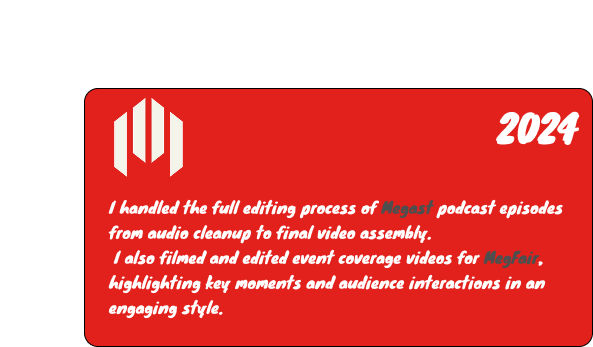 2024
I handled the full editing process of Megast podcast episodes
from audio cleanup to final video assembly.
I also filmed and edited event coverage videos for MegFair,
highlighting key moments and audience interactions in an
engaging style.